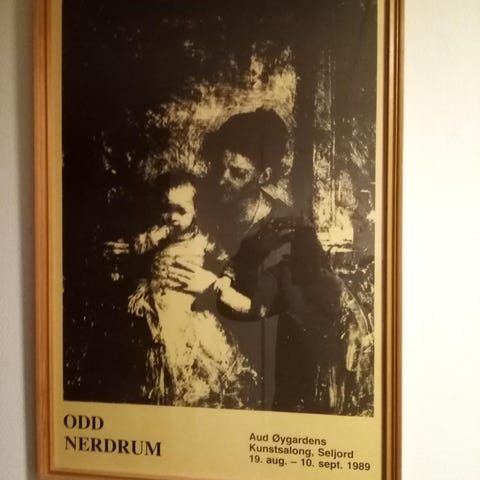 ODD
NERDRUM
Aud Øygardens
Kunstsalong, Seljord
19. aug. – 10. sept. 1989